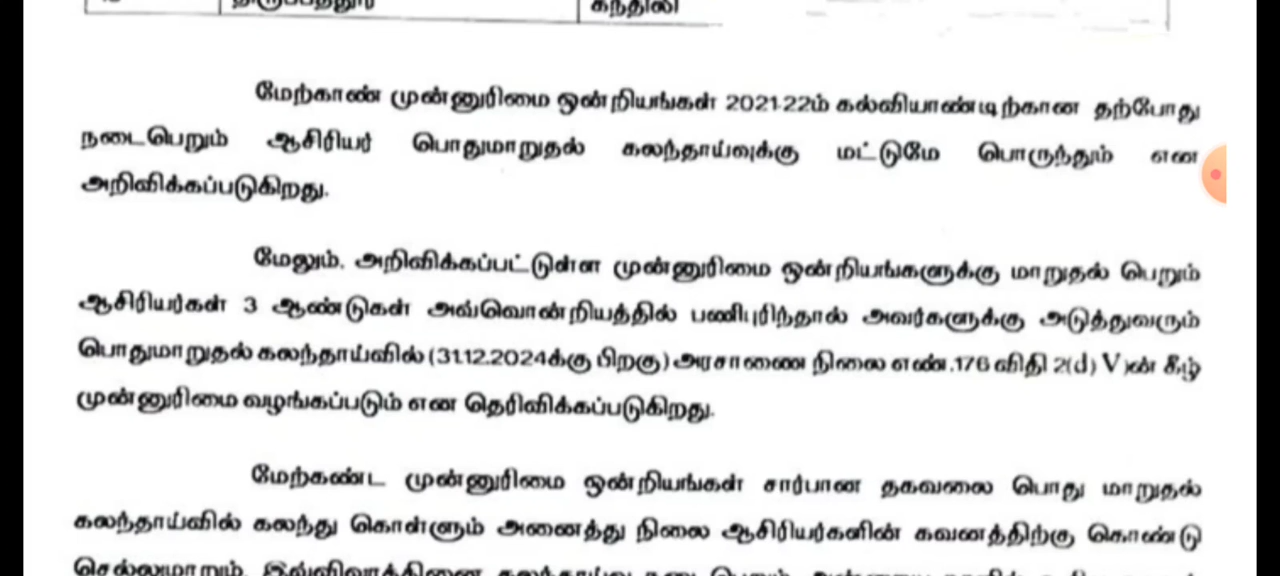 திருப்பத்தூர் கந்திலி
மேற்காண் முன்னுரிமை ஒன்றியங்கள் 2021-22ம் கல்வியாண்டிற்கான தற்போது
நடைபெறும் ஆசிரியர் பொதுமாறுதல் கலந்தாய்வுக்கு மட்டுமே பொருந்தும் என
அறிவிக்கப்படுகிறது.
மேலும், அறிவிக்கப்பட்டுள்ள முன்னுரிமை ஒன்றியங்களுக்கு மாறுதல் பெறும்
ஆசிரியர்கள் 3 ஆண்டுகள் அவ்வொன்றியத்தில் பணிபுரிந்தால் அவர்களுக்கு அடுத்துவரும்
பொதுமாறுதல் கலந்தாய்வில் (31.12.2024க்கு பிறகு) அரசாணை நிலை எண்.176 விதி 2(d) V)ன் கீழ்
முன்னுரிமை வழங்கப்படும் என தெரிவிக்கப்படுகிறது.
மேற்கண்ட முன்னுரிமை ஒன்றியங்கள் சார்பான தகவலை பொது மாறுதல்
கலந்தாய்வில் கலந்து கொள்ளும் அனைத்து நிலை ஆசிரியர்களின் கவனத்திற்கு கொண்டு
செல்லுமாறும்,